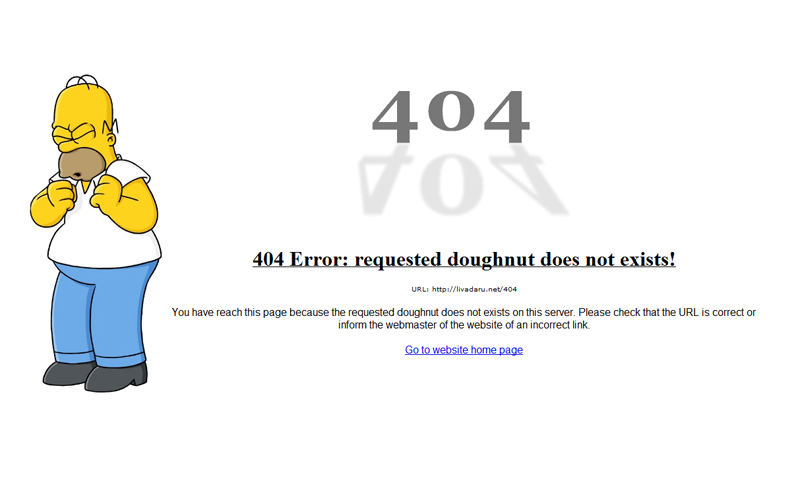 404
404 Error: requested doughnut does not exists!
URL: http://livadaru.net/404
You have reach this page because the requested doughnut does not exists on this server. Please check that the URL is correct or
inform the webmaster of the website of an incorrect link.
Go to website home page